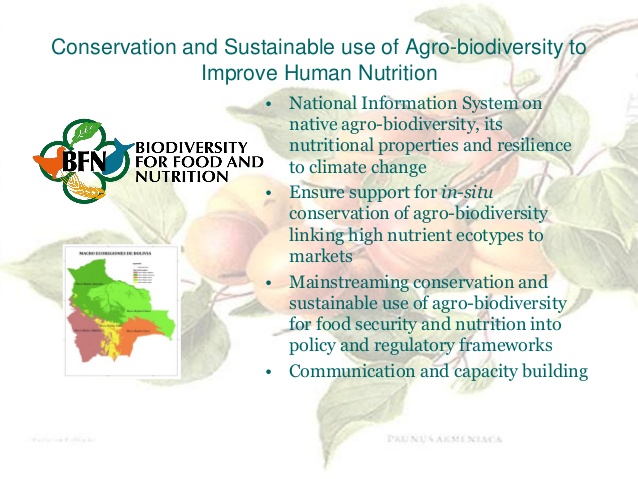 Conservation and Sustainable use of Agro-biodiversity to
Improve Human Nutrition
• National Information System on
native agro-biodiversity, its
nutritional properties and resilience
to climate change
• Ensure support for in-situ
conservation of agro-biodiversity
linking high nutrient ecotypes to
markets
• Mainstreaming conservation and
sustainable use of agro-biodiversity
for food security and nutrition into
policy and regulatory frameworks
• Communication and capacity building
BFN
BIODIVERSITY
FOR FOOD AND
NUTRITION
MACRO ECOREGIONES DE BOLIVIA
PRUNUS ARMENIACA